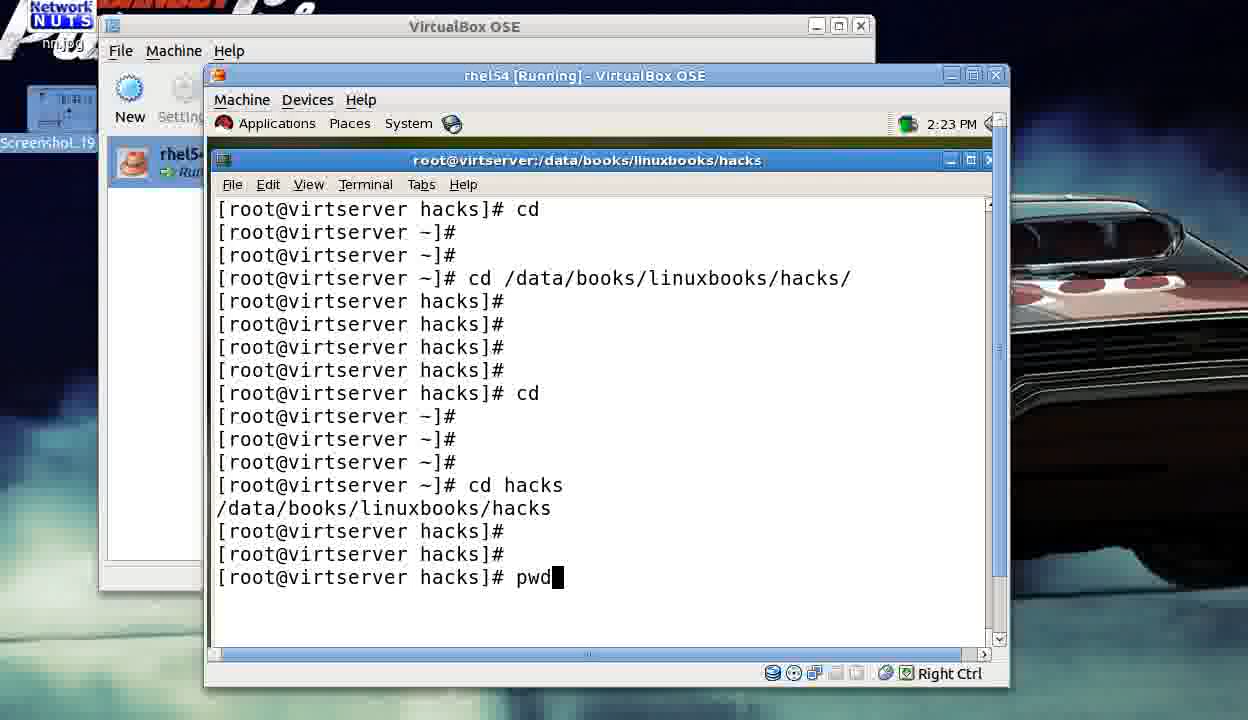 Network
NUTS
nn.jpg
Screenshot_19
VirtualBox OSE
File Machine Help
New
rhel54 [Running] - VirtualBox OSE
Machine Devices Help
Applications Places System
2:23 PM
root@virtserver:/data/books/linuxbooks/hacks
File Edit View Terminal Tabs Help
[root@virtserver hacks]# cd
[root@virtserver ~]#
[root@virtserver ~]#
[root@virtserver ~]# cd /data/books/linuxbooks/hacks/
[root@virtserver hacks]#
[root@virtserver hacks]#
[root@virtserver hacks]#
[root@virtserver hacks]#
[root@virtserver hacks]# cd
[root@virtserver ~]#
[root@virtserver ~]#
[root@virtserver ~]#
[root@virtserver ~]# cd hacks
/data/books/linuxbooks/hacks
[root@virtserver hacks]#
[root@virtserver hacks]#
[root@virtserver hacks]# pwd
Right Ctrl